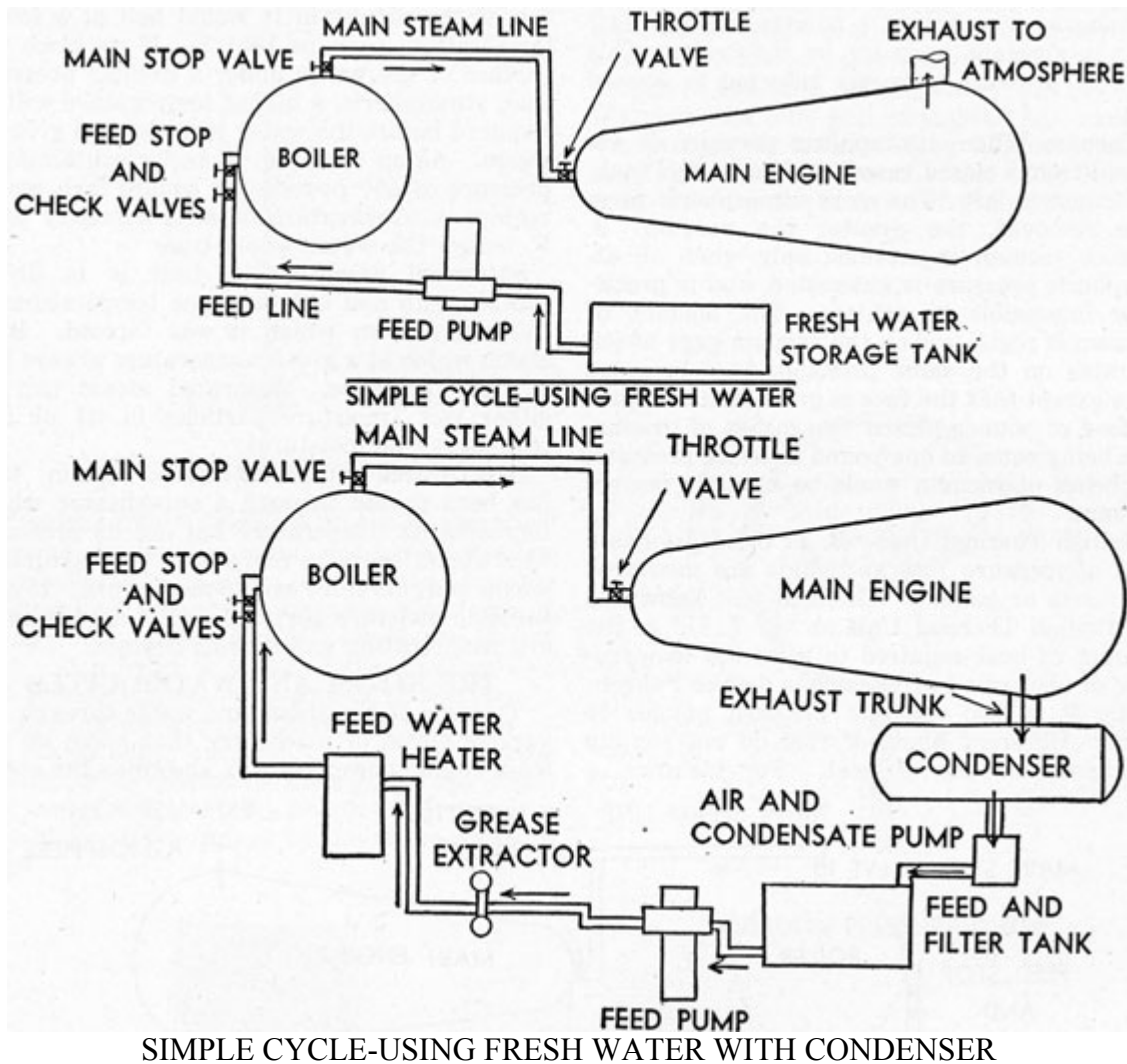 MAIN STEAM LINE
THROTTLE
VALVE
EXHAUST TO
ATMOSPHERE
MAIN STOP VALVE
FEED STOP
AND
CHECK VALVES
BOILER
MAIN ENGINE
FEED LINE
FEED PUMP
FRESH WATER
STORAGE TANK
SIMPLE CYCLE-USING FRESH WATER
MAIN STEAM LINE
THROTTLE
VALVE
MAIN STOP VALVE
FEED STOP
AND
CHECK VALVES
BOILER
MAIN ENGINE
EXHAUST TRUNK
CONDENSER
FEED WATER
HEATER
AIR AND
CONDENSATE PUMP
GREASE
EXTRACTOR
FEED AND
FILTER TANK
FEED PUMP
SIMPLE CYCLE-USING FRESH WATER WITH CONDENSER